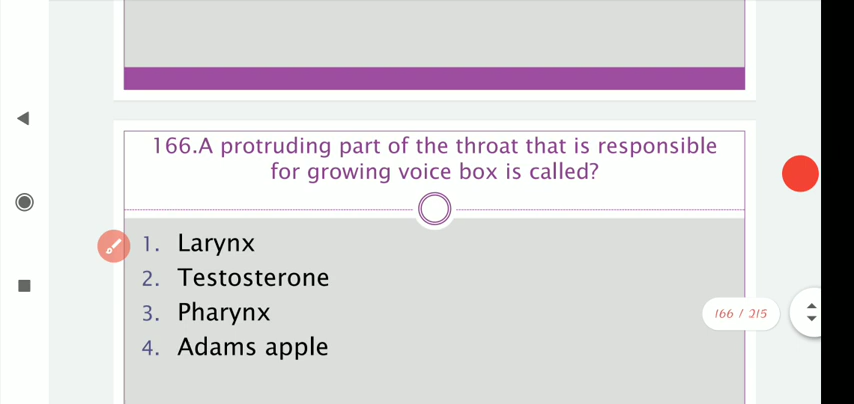 166.A protruding part of the throat that is responsible
for growing voice box is called?
1. Larynx
2. Testosterone
3. Pharynx
4. Adams apple
166 / 215